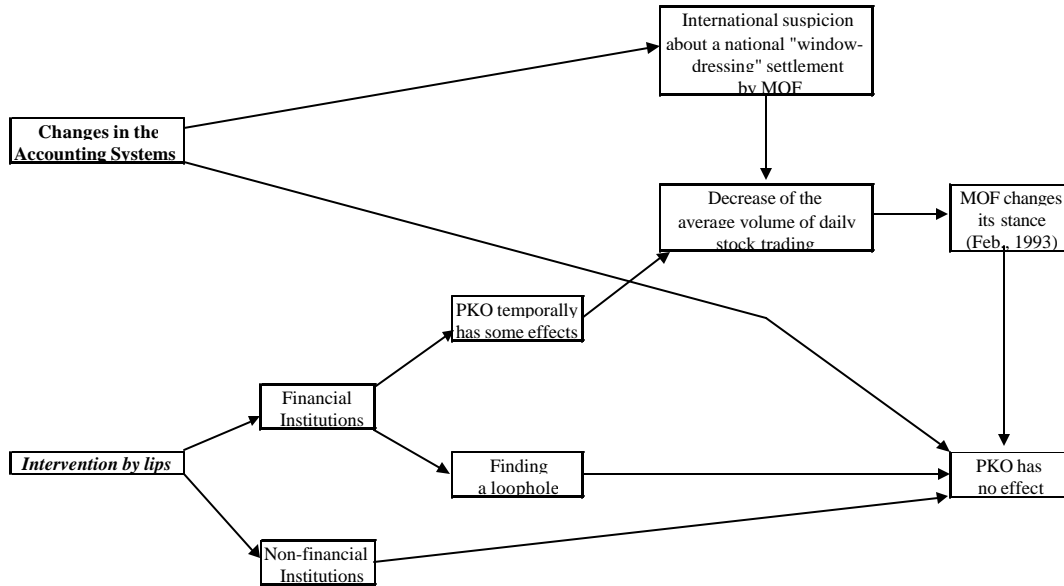 International suspicion
about a national "window-
dressing" settlement
by MOF
Changes in the
Accounting Systems
Decrease of the
average volume of daily
stock trading
MOF changes
its stance
(Feb., 1993)
PKO temporally
has some effects
Financial
Institutions
Intervention by lips
Finding
a loophole
PKO has
no effect
Non-financial
Institutions